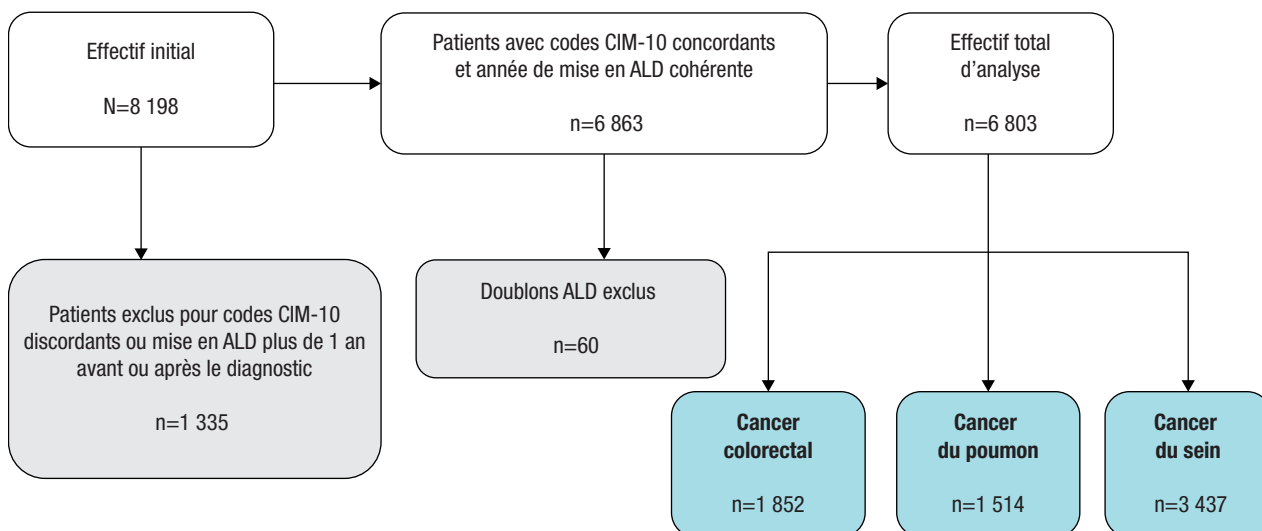 Effectif initial
N=8 198
Patients avec codes CIM-10 concordants
et année de mise en ALD cohérente
n=6 863
Effectif total
d’analyse
n=6 803
Patients exclus pour codes CIM-10
discordants ou mise en ALD plus de 1 an
avant ou après le diagnostic
n=1 335
Doublons ALD exclus
n=60
Cancer
colorectal
n=1 852
Cancer
du poumon
n=1 514
Cancer
du sein
n=3 437